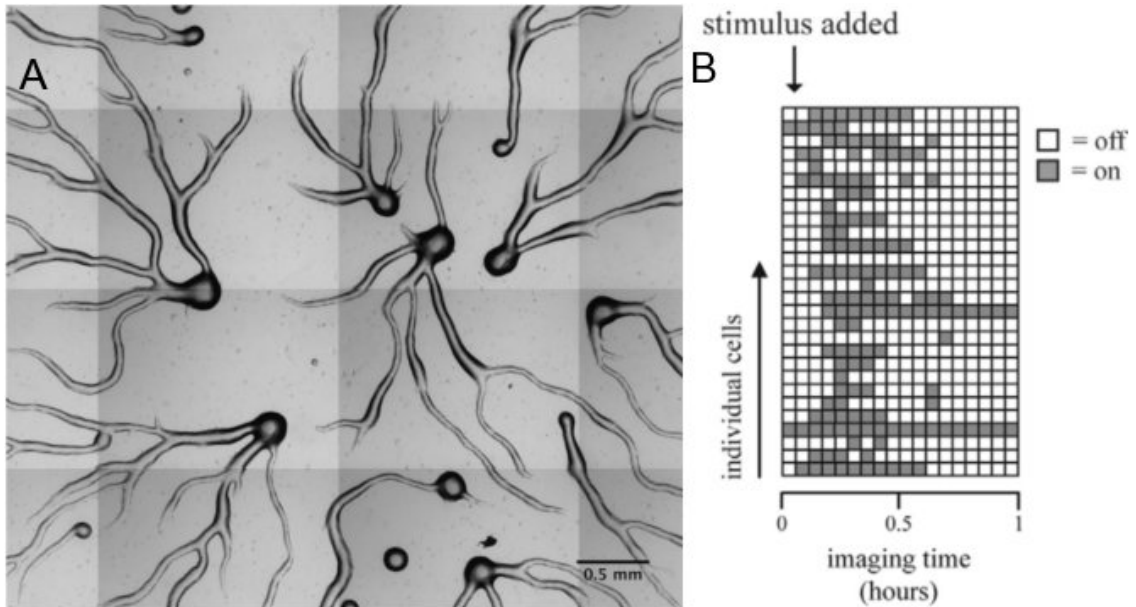 A
0.5 mm
stimulus added
B
= off
= on
individual cells
0 0.5 1
imaging time
(hours)